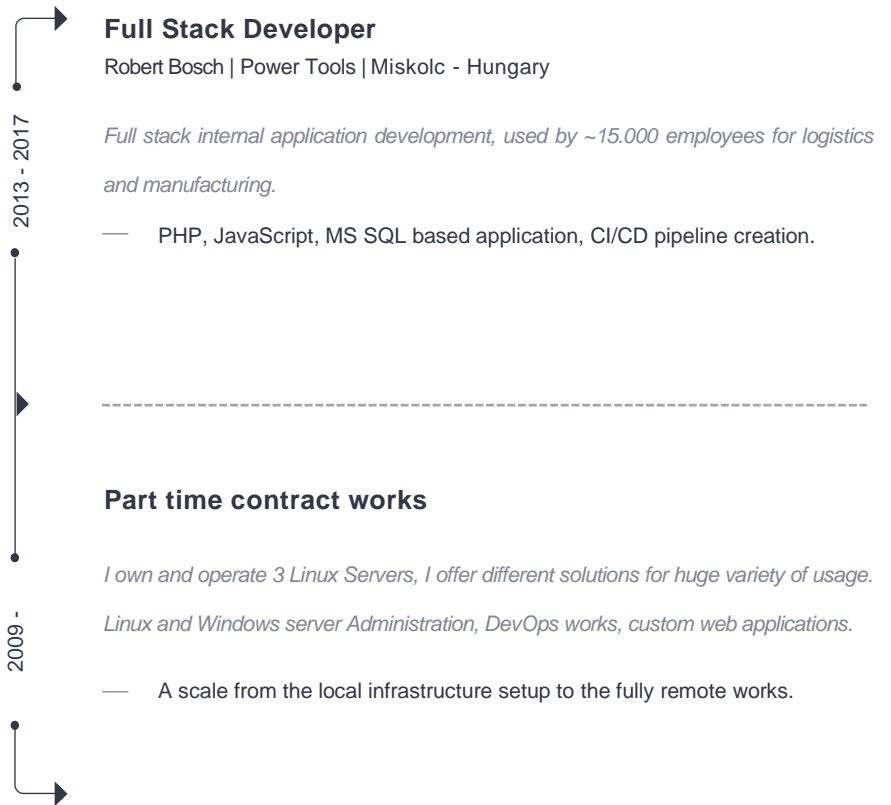 Full Stack Developer
Robert Bosch | Power Tools | Miskolc - Hungary
2013 - 2017
Full stack internal application development, used by ~15.000 employees for logistics
and manufacturing.
— PHP, JavaScript, MS SQL based application, CI/CD pipeline creation.
Part time contract works
2009 -
I own and operate 3 Linux Servers, I offer different solutions for huge variety of usage.
Linux and Windows server Administration, DevOps works, custom web applications.
— A scale from the local infrastructure setup to the fully remote works.